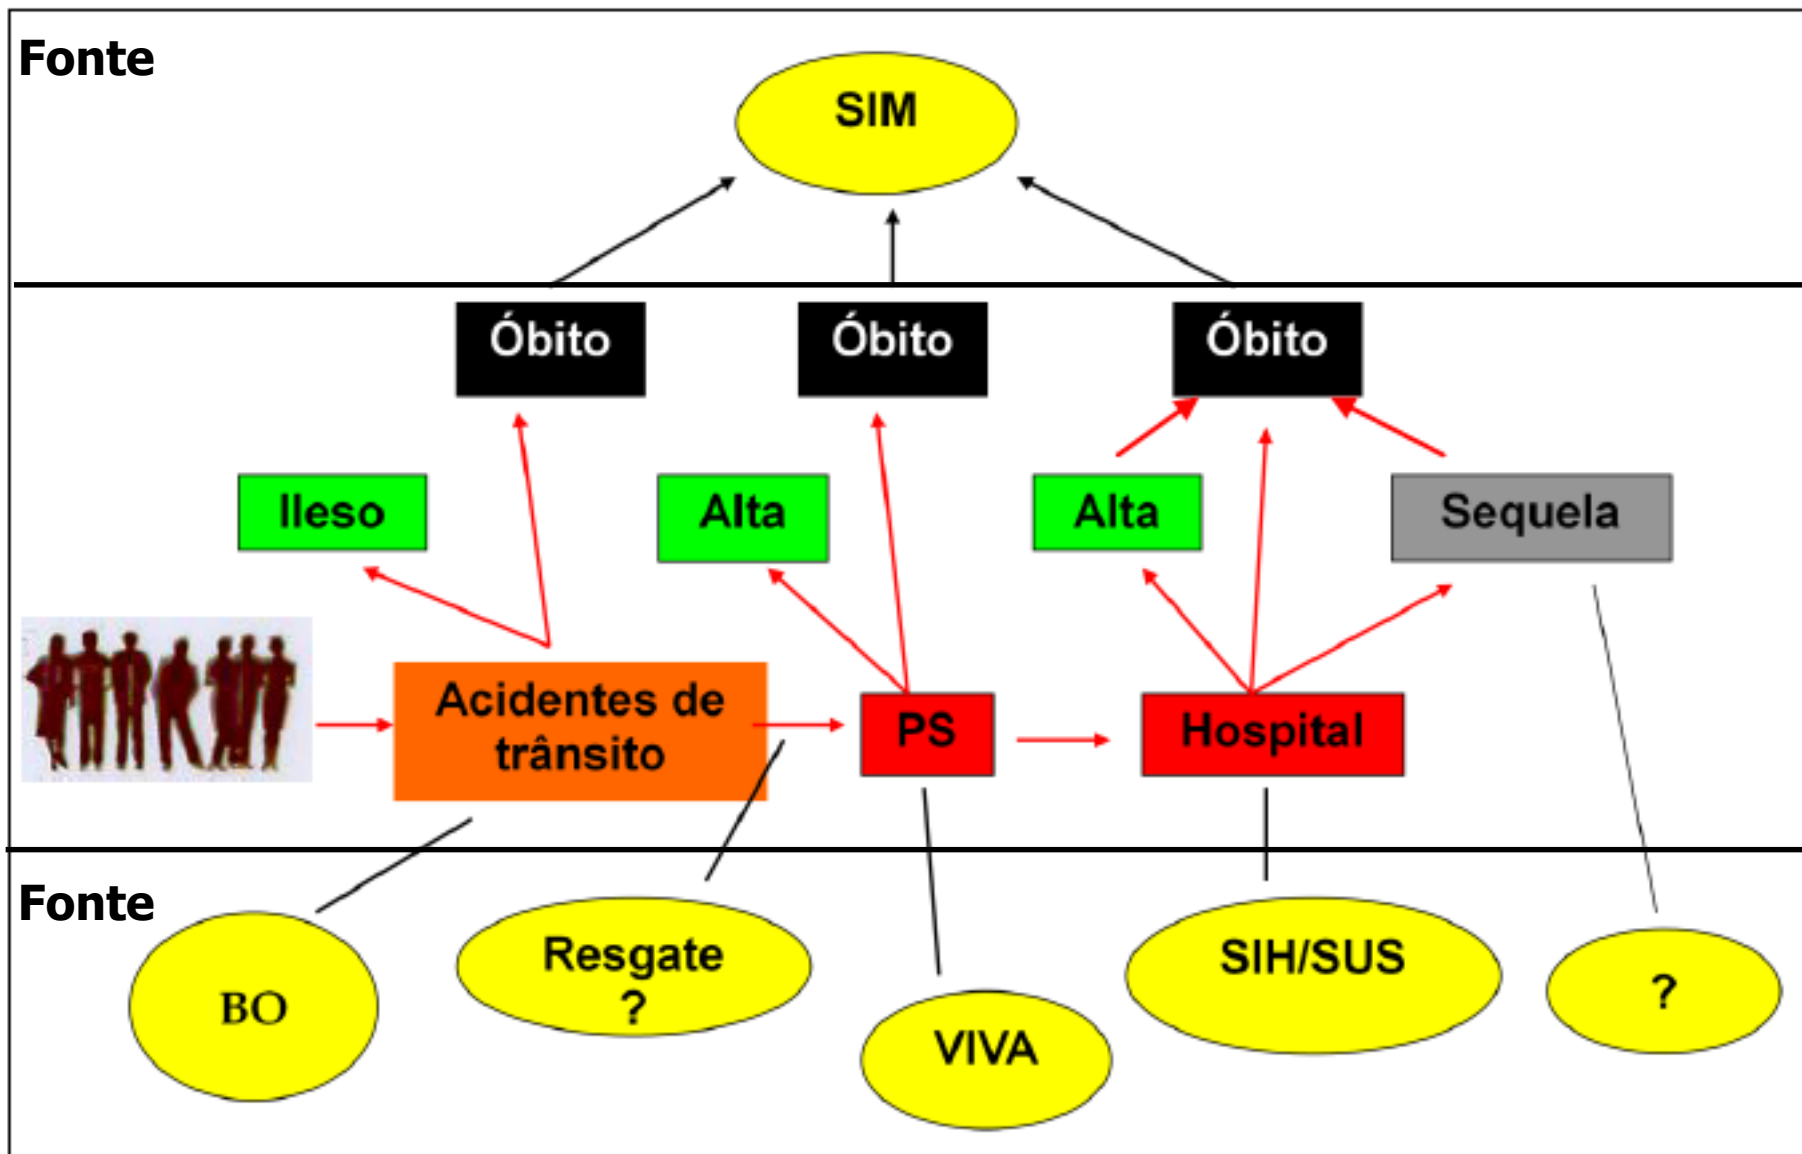 Fonte
SIM
Óbito
Óbito
Óbito
Ileso
Alta
Alta
Sequela
Acidentes de
trânsito
PS
Hospital
Fonte
BO
Resgate
?
VIVA
SIH/SUS
?